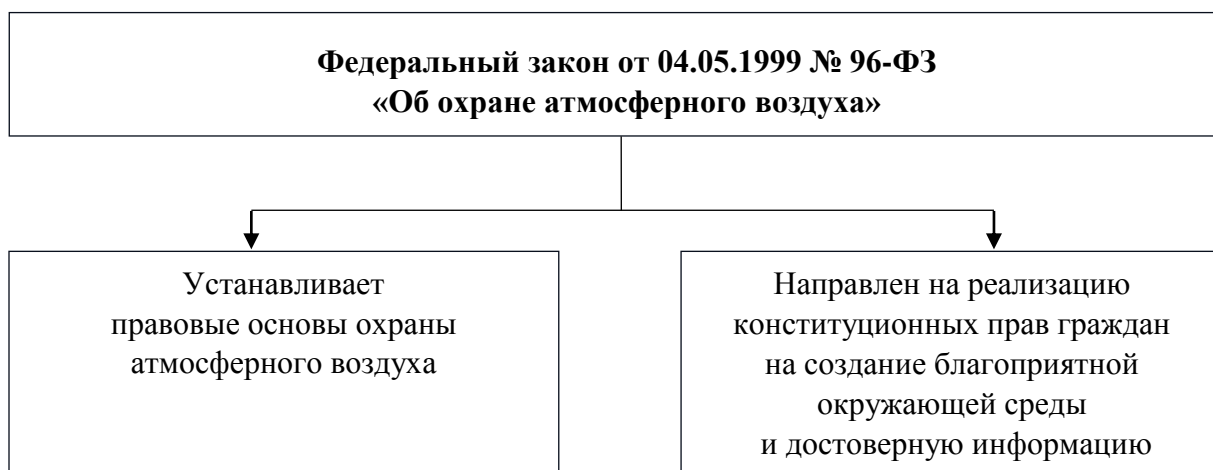 Федеральный закон от 04.05.1999 № 96-ФЗ
«Об охране атмосферного воздуха»
Устанавливает
правовые основы охраны
атмосферного воздуха
Направлен на реализацию
конституционных прав граждан
на создание благоприятной
окружающей среды
и достоверную информацию